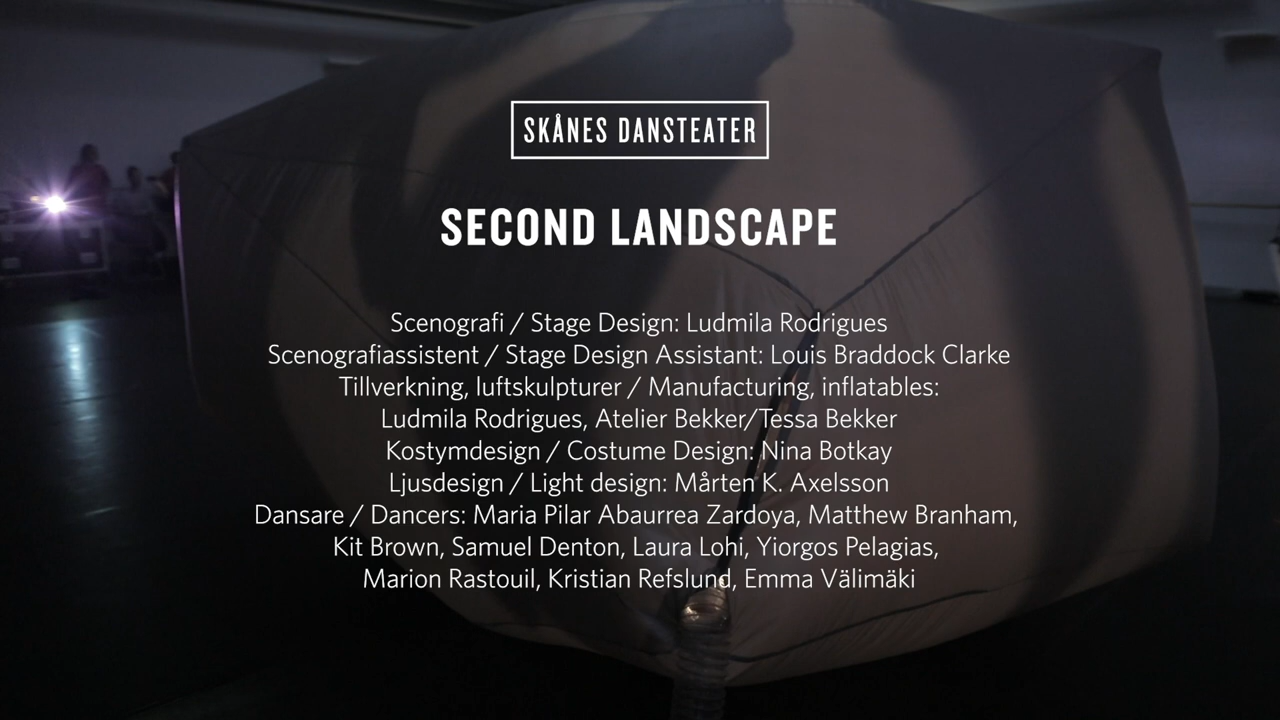 SKÅNES DANSTEATER
SECOND LANDSCAPE
Scenografi / Stage Design: Ludmila Rodrigues
Scenografiassistent / Stage Design Assistant: Louis Braddock Clarke
Tillverkning, luftskulpturer / Manufacturing, inflatables:
Ludmila Rodrigues, Atelier Bekker/Tessa Bekker
Kostymdesign / Costume Design: Nina Botkay
Ljusdesign / Light design: Mårten K. Axelsson
Dansare / Dancers: Maria Pilar Abaurrea Zardoya, Matthew Branham,
Kit Brown, Samuel Denton, Laura Lohi, Yiorgos Pelagias,
Marion Rastouil, Kristian Refslund, Emma Välimäki